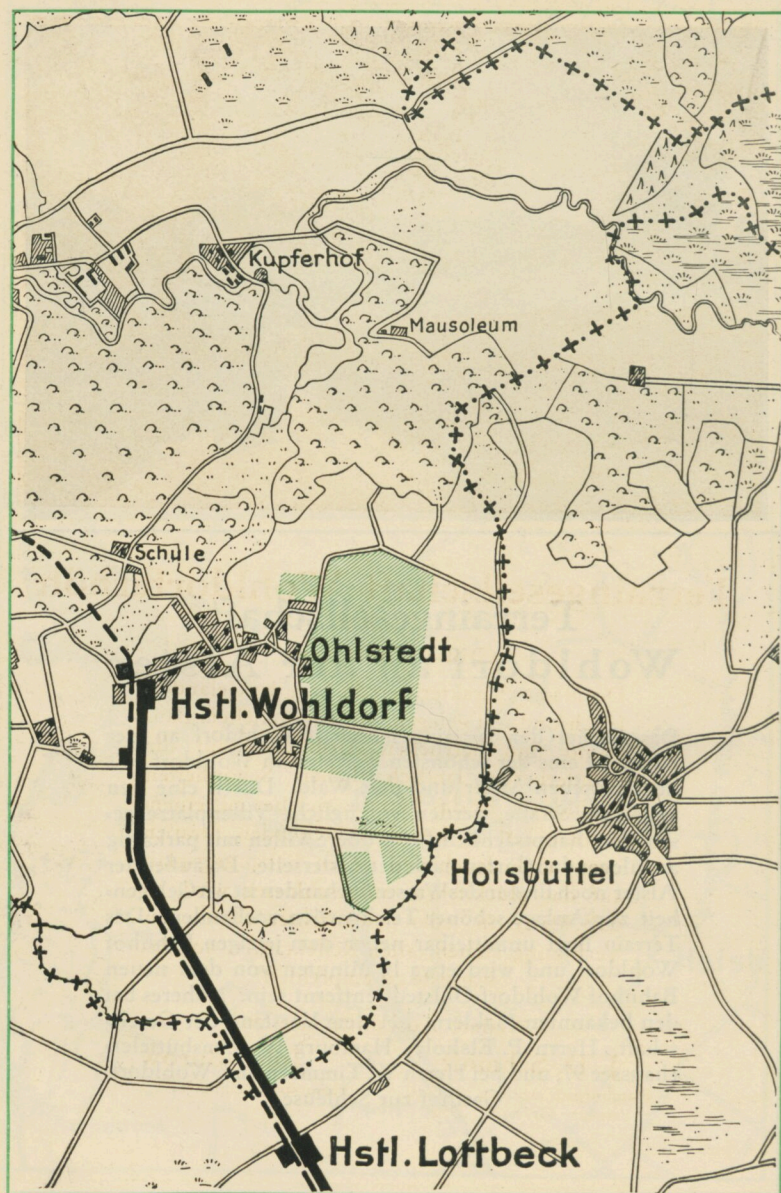 Kupferhof
Mausoleum
Schule
Ohlstedt
Hstl. Wohldorf
Hoisbüttel
Hstl. Lottbeck